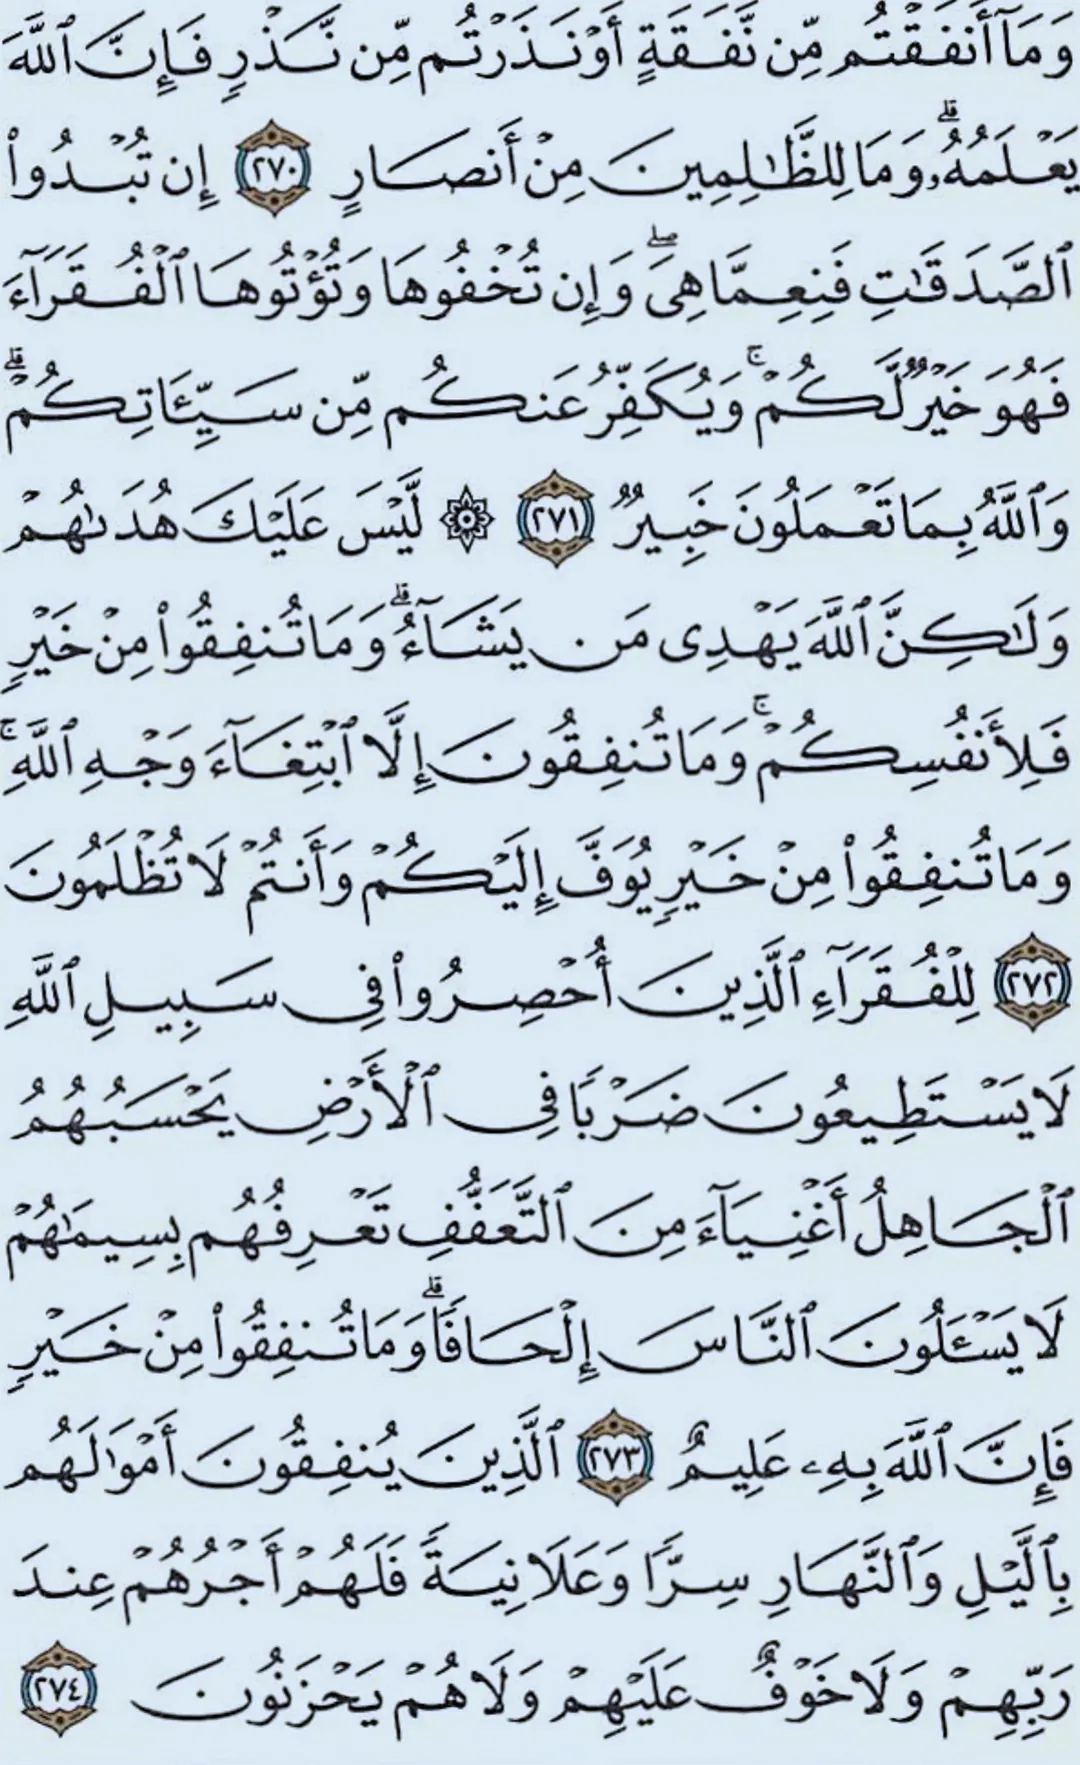 وَمَآ أَنفَقۡتُم مِّن نَّفَقَةٍ أَوۡ نَذَرۡتُم مِّن نَّذۡرٖ فَإِنَّ ٱللَّهَ
يَعۡلَمُهُۥۗ وَمَا لِلظَّٰلِمِينَ مِنۡ أَنصَارٍ ٢٧٠ إِن تُبۡدُواْ
ٱلصَّدَقَٰتِ فَنِعِمَّا هِيَۖ وَإِن تُخۡفُوهَا وَتُؤۡتُوهَا ٱلۡفُقَرَآءَ
فَهُوَ خَيۡرٞ لَّكُمۡۚ وَيُكَفِّرُ عَنكُم مِّن سَيِّـَٔاتِكُمۡۗ
وَٱللَّهُ بِمَا تَعۡمَلُونَ خَبِيرٞ ٢٧١ ۞ لَّيۡسَ عَلَيۡكَ هُدَىٰهُمۡ
وَلَٰكِنَّ ٱللَّهَ يَهۡدِي مَن يَشَآءُۗ وَمَا تُنفِقُواْ مِنۡ خَيۡرٖ
فَلِأَنفُسِكُمۡۚ وَمَا تُنفِقُونَ إِلَّا ٱبۡتِغَآءَ وَجۡهِ ٱللَّهِۚ
وَمَا تُنفِقُواْ مِنۡ خَيۡرٖ يُوَفَّ إِلَيۡكُمۡ وَأَنتُمۡ لَا تُظۡلَمُونَ
٢٧٢ لِلۡفُقَرَآءِ ٱلَّذِينَ أُحۡصِرُواْ فِي سَبِيلِ ٱللَّهِ
لَا يَسۡتَطِيعُونَ ضَرۡبٗا فِي ٱلۡأَرۡضِ يَحۡسَبُهُمُ
ٱلۡجَاهِلُ أَغۡنِيَآءَ مِنَ ٱلتَّعَفُّفِ تَعۡرِفُهُم بِسِيمَٰهُمۡ
لَا يَسۡـَٔلُونَ ٱلنَّاسَ إِلۡحَافٗاۗ وَمَا تُنفِقُواْ مِنۡ خَيۡرٖ
فَإِنَّ ٱللَّهَ بِهِۦ عَلِيمٌ ٢٧٣ ٱلَّذِينَ يُنفِقُونَ أَمۡوَٰلَهُم
بِٱلَّيۡلِ وَٱلنَّهَارِ سِرّٗا وَعَلَانِيَةٗ فَلَهُمۡ أَجۡرُهُمۡ عِندَ
رَبِّهِمۡ وَلَا خَوۡفٌ عَلَيۡهِمۡ وَلَا هُمۡ يَحۡزَنُونَ ٢٧٤